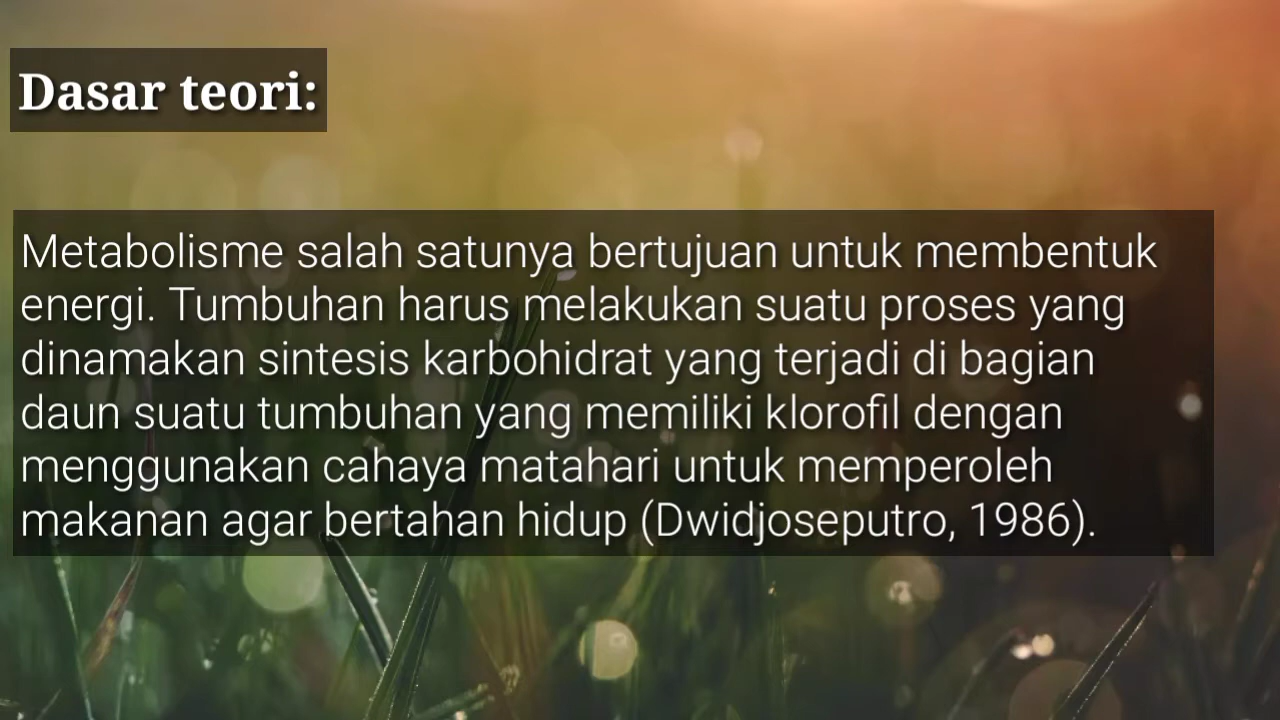 Dasar teori:
Metabolisme salah satunya bertujuan untuk membentuk
energi. Tumbuhan harus melakukan suatu proses yang
dinamakan sintesis karbohidrat yang terjadi di bagian
daun suatu tumbuhan yang memiliki klorofil dengan
menggunakan cahaya matahari untuk memperoleh
makanan agar bertahan hidup (Dwidjoseputro, 1986).